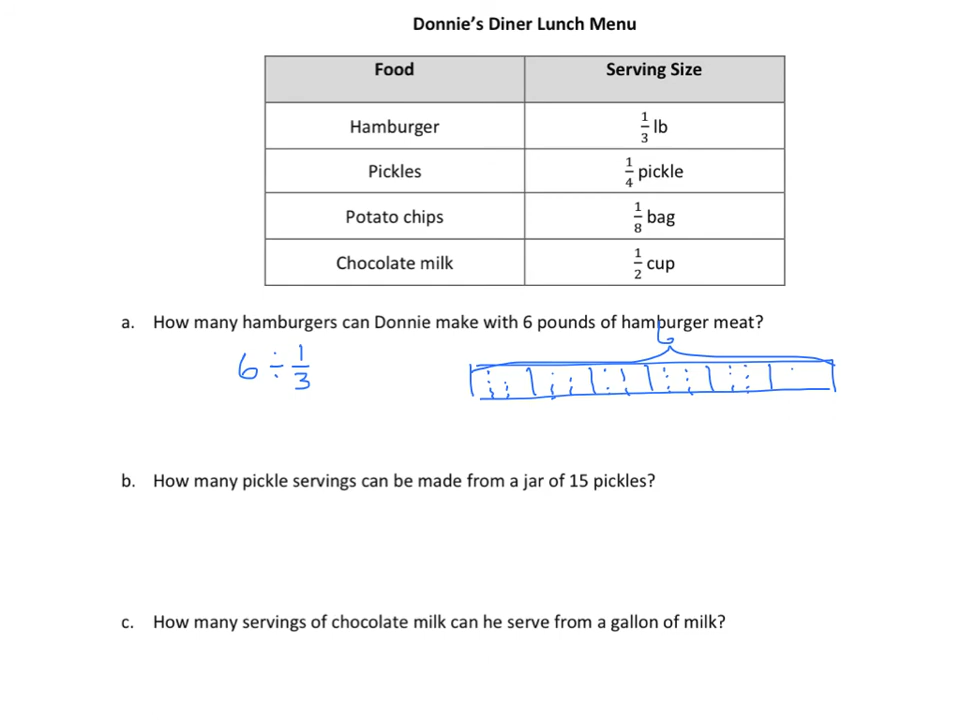 Donnie’s Diner Lunch Menu
Food Serving Size
Hamburger 1/3 lb
Pickles 1/4 pickle
Potato chips 1/8 bag
Chocolate milk 1/2 cup
a. How many hamburgers can Donnie make with 6 pounds of hamburger meat?
6
6 ÷ 1/3
b. How many pickle servings can be made from a jar of 15 pickles?
c. How many servings of chocolate milk can he serve from a gallon of milk?